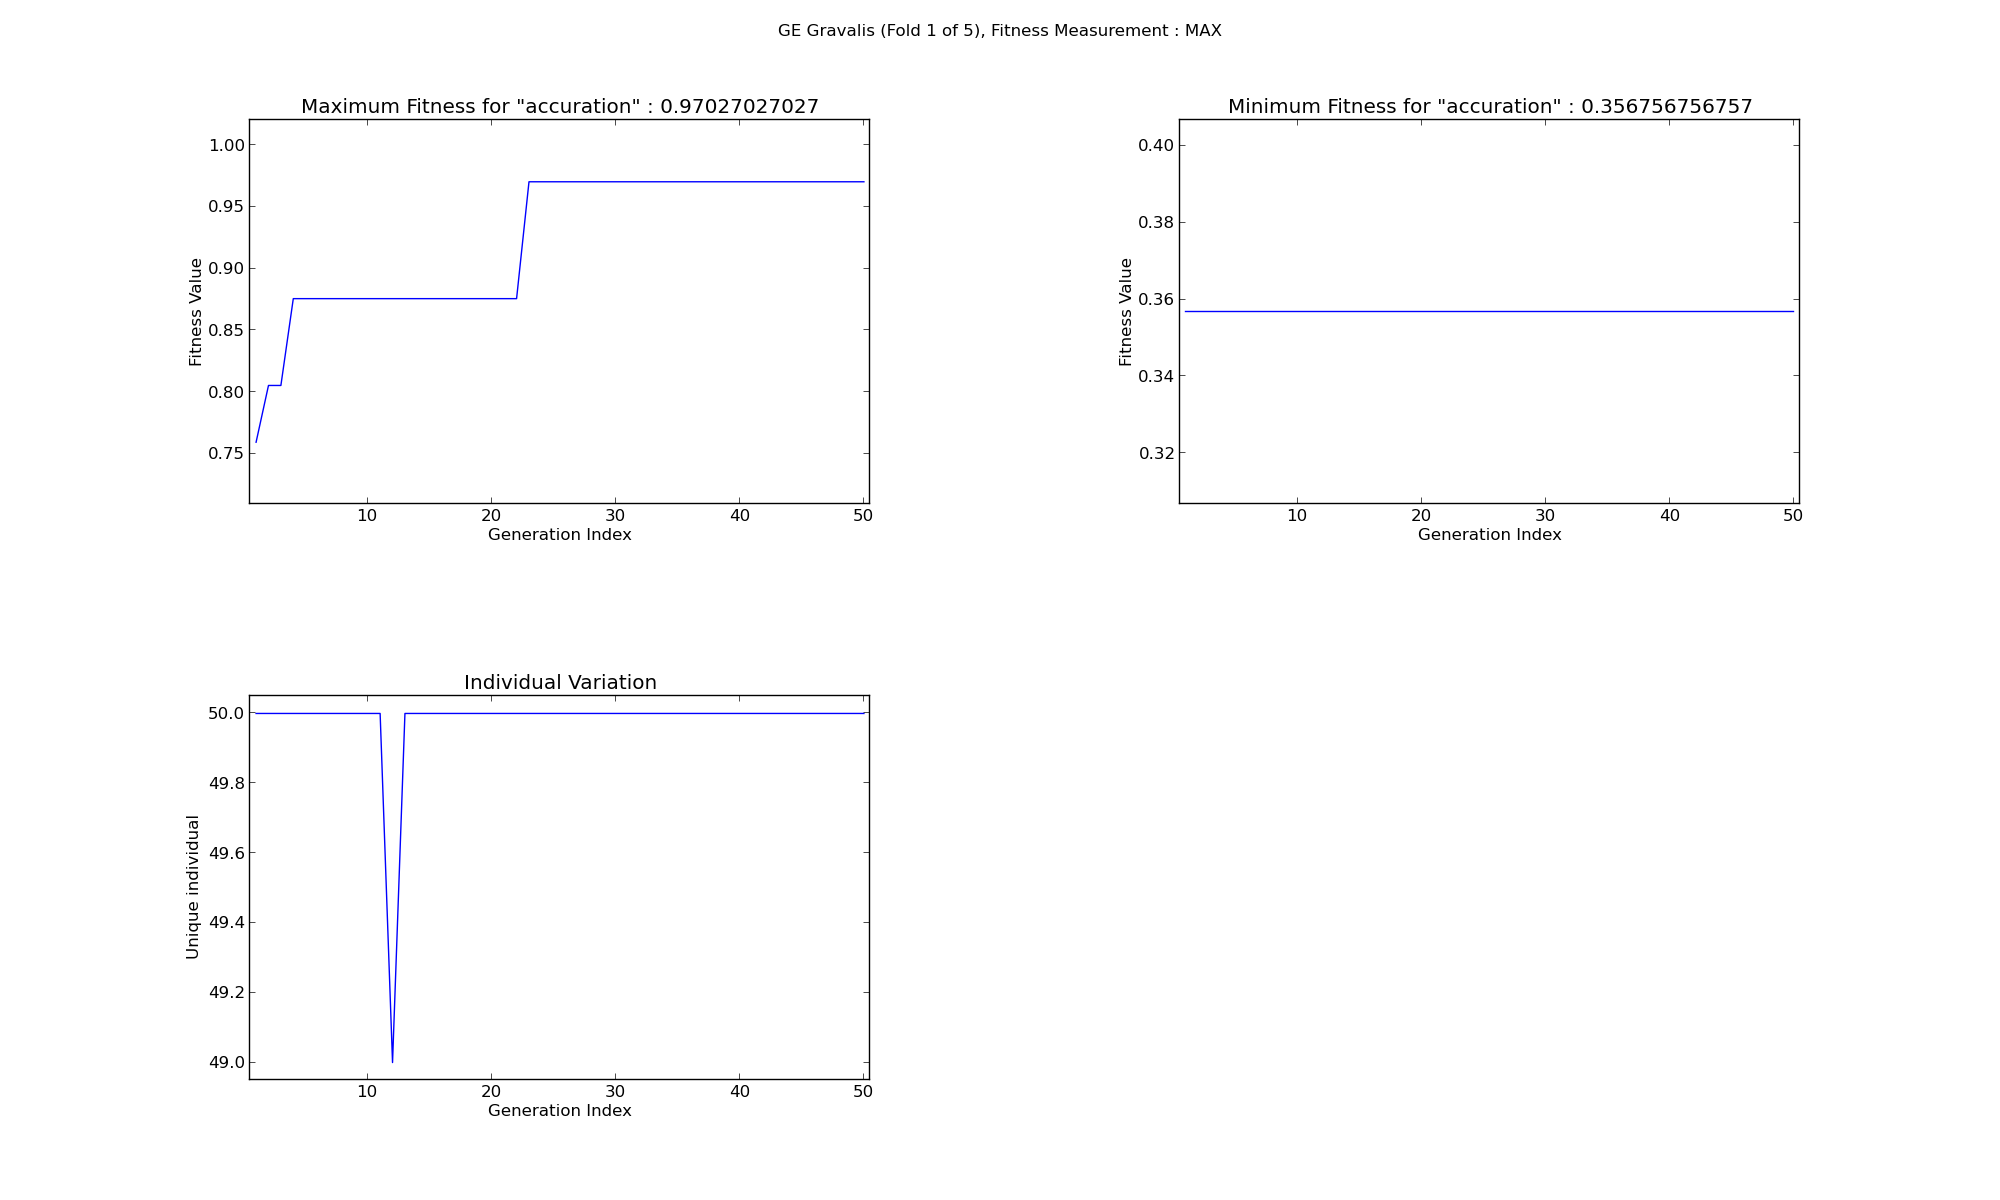 GE Gravalis (Fold 1 of 5), Fitness Measurement : MAX
Maximum Fitness for "accuration" : 0.97027027027
1.00
0.95
0.90
0.85
0.80
0.75
Fitness Value
10 20 30 40 50
Generation Index
Minimum Fitness for "accuration" : 0.356756756757
0.40
0.38
0.36
0.34
0.32
Fitness Value
10 20 30 40 50
Generation Index
Individual Variation
50.0
49.8
49.6
49.4
49.2
49.0
Unique individual
10 20 30 40 50
Generation Index